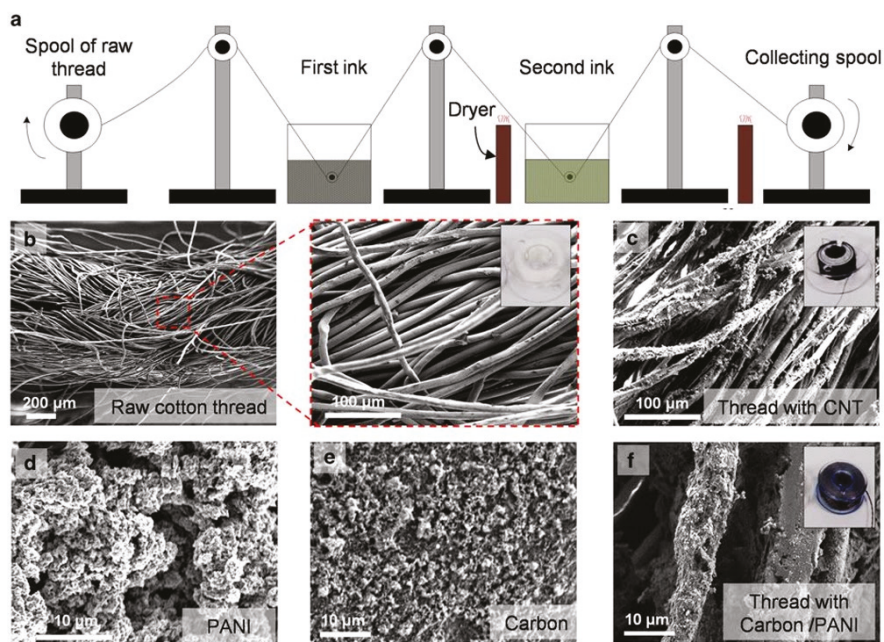 a
Spool of raw
thread
First ink
Second ink
Collecting spool
Dryer
b
200 µm
Raw cotton thread
100 µm
c
100 µm
Thread with CNT
d
10 µm
PANI
e
10 µm
Carbon
f
10 µm
Thread with
Carbon /PANI